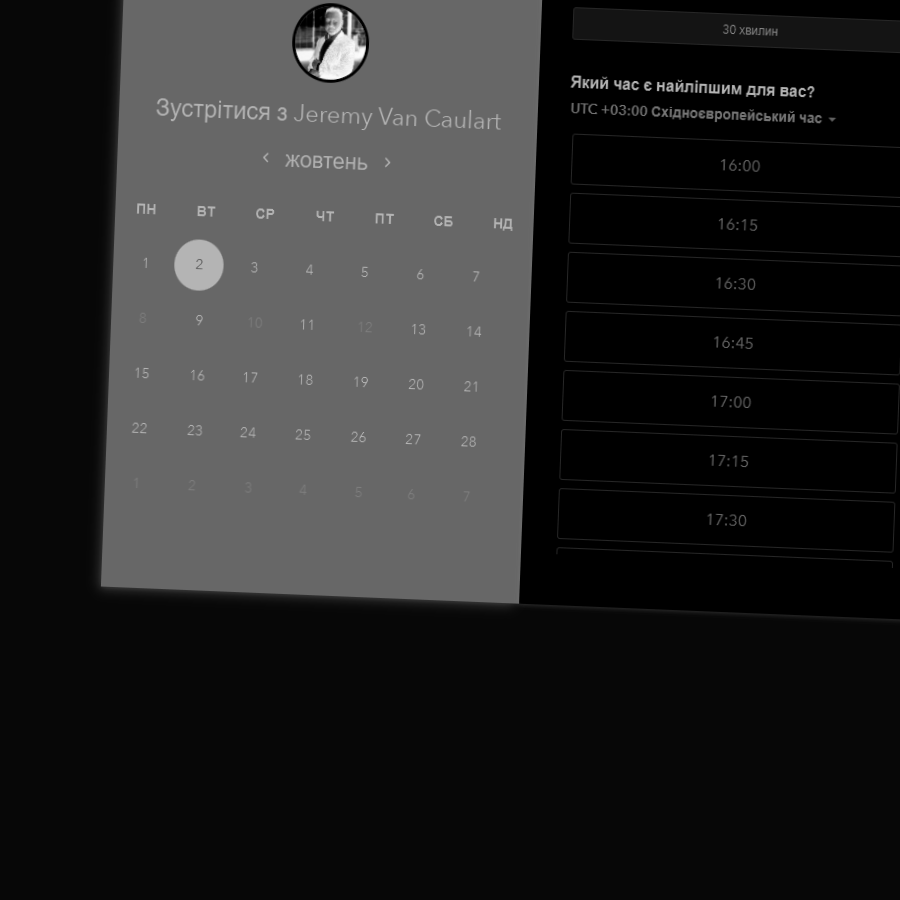 Зустрітися з Jeremy Van Caulart
жовтень
ПН ВТ СР ЧТ ПТ СБ НД
1 2 3 4 5 6 7
8 9 10 11 12 13 14
15 16 17 18 19 20 21
22 23 24 25 26 27 28
1 2 3 4 5 6 7
30 хвилин
Який час є найліпшим для вас?
UTC +03:00 Східноєвропейський час
16:00
16:15
16:30
16:45
17:00
17:15
17:30